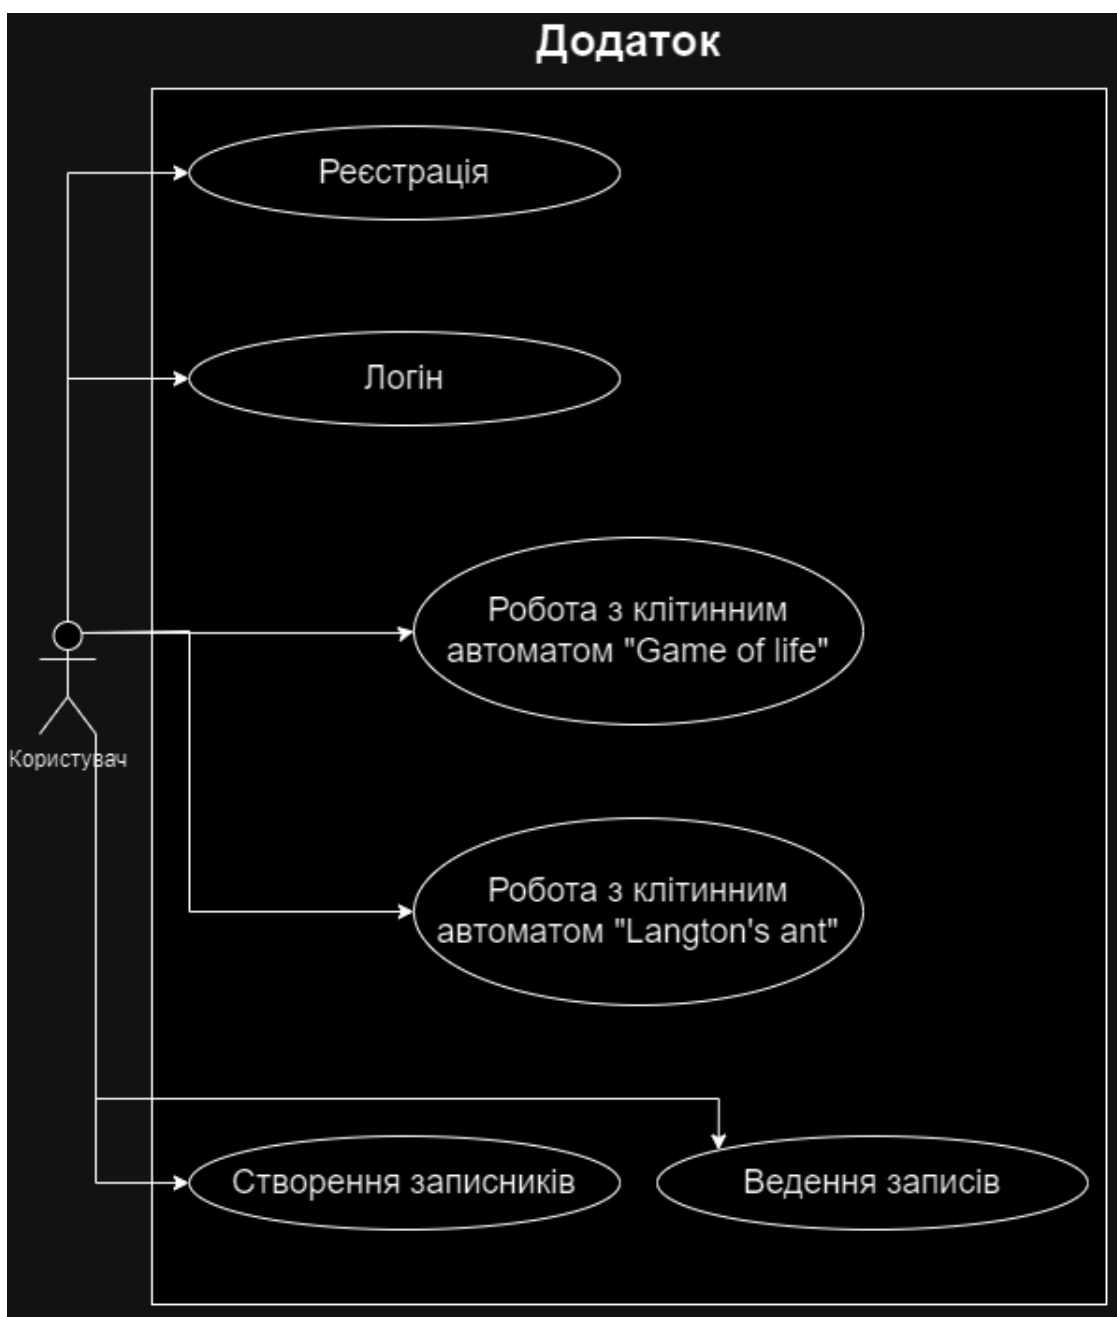 Додаток
Реєстрація
Логін
Робота з клітинним
автоматом "Game of life"
Користувач
Робота з клітинним
автоматом "Langton's ant"
Створення записників
Ведення записів